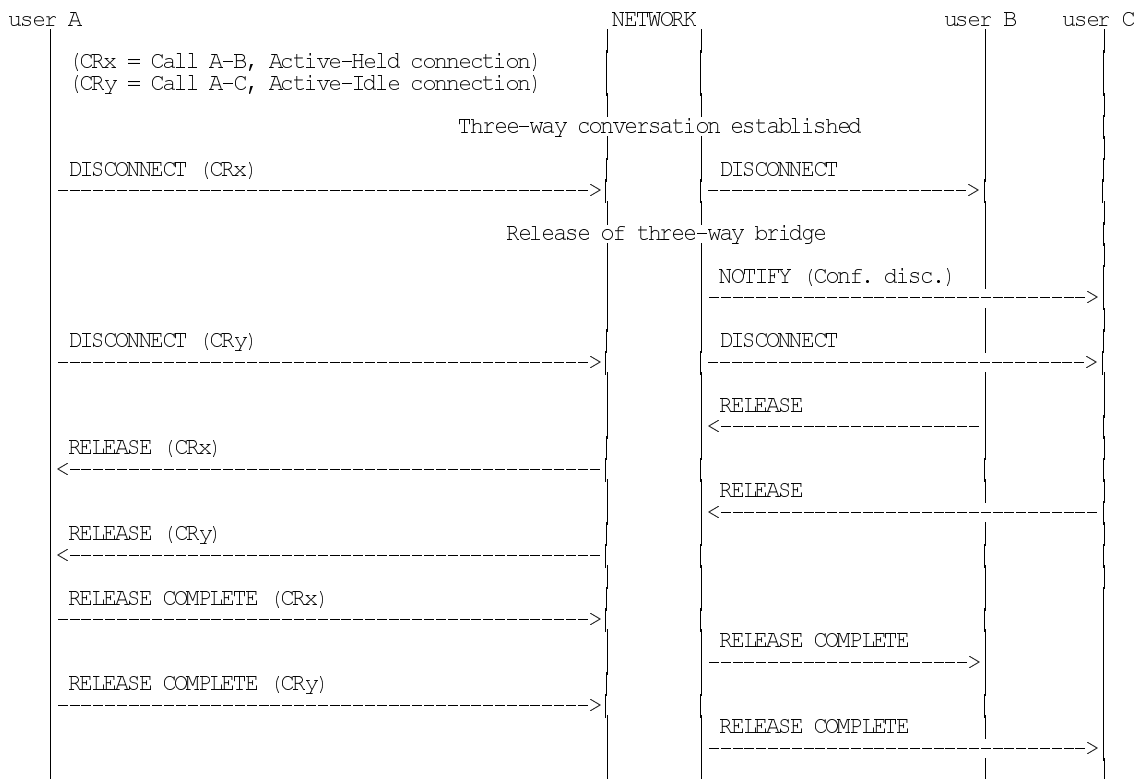 user A NETWORK user B user C
(CRx = Call A-B, Active-Held connection)
(CRy = Call A-C, Active-Idle connection)
Three-way conversation established
DISCONNECT (CRx) DISCONNECT
Release of three-way bridge
NOTIFY (Conf. disc.)
DISCONNECT (CRy) DISCONNECT
RELEASE
RELEASE (CRx)
RELEASE
RELEASE (CRy)
RELEASE COMPLETE (CRx)
RELEASE COMPLETE
RELEASE COMPLETE (CRy)
RELEASE COMPLETE